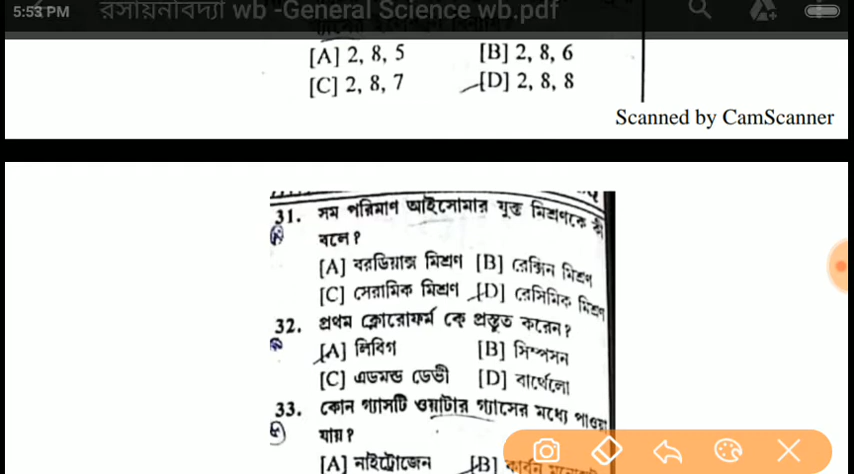 5:53 PM রসায়নবিদ্যা wb -General Science wb.pdf
[A] 2, 8, 5 [B] 2, 8, 6
[C] 2, 8, 7 [D] 2, 8, 8
Scanned by CamScanner
31. সম পরিমাণ আইসোমার যুক্ত মিশ্রণকে কী
বলে?
[A] বরডিয়াক্স মিশ্রণ [B] রেক্সিন মিশ্রণ
[C] সেরামিক মিশ্রণ [D] রেসিমিক মিশ্রণ
32. প্রথম ক্লোরোফর্ম কে প্রস্তুত করেন?
[A] লিবিগ [B] সিম্পসন
[C] এডমন্ড ডেভী [D] বার্থেলো
33. কোন গ্যাসটি ওয়াটার গ্যাসের মধ্যে পাওয়া
যায়?
[A] নাইট্রোজেন [B] কার্বন